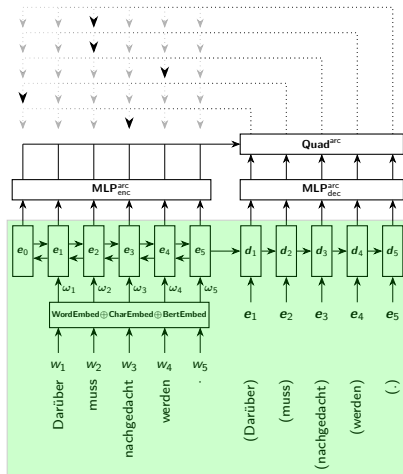 Quad^arc
MLP^arc_enc MLP^arc_dec
e₀ e₁ e₂ e₃ e₄ e₅ d₁ d₂ d₃ d₄ d₅
ω₁ ω₂ ω₃ ω₄ ω₅
WordEmbed⊕CharEmbed⊕BertEmbed
e₁ e₂ e₃ e₄ e₅
w₁ w₂ w₃ w₄ w₅
Darüber muss nachgedacht werden . (Darüber) (muss) (nachgedacht) (werden) (.)